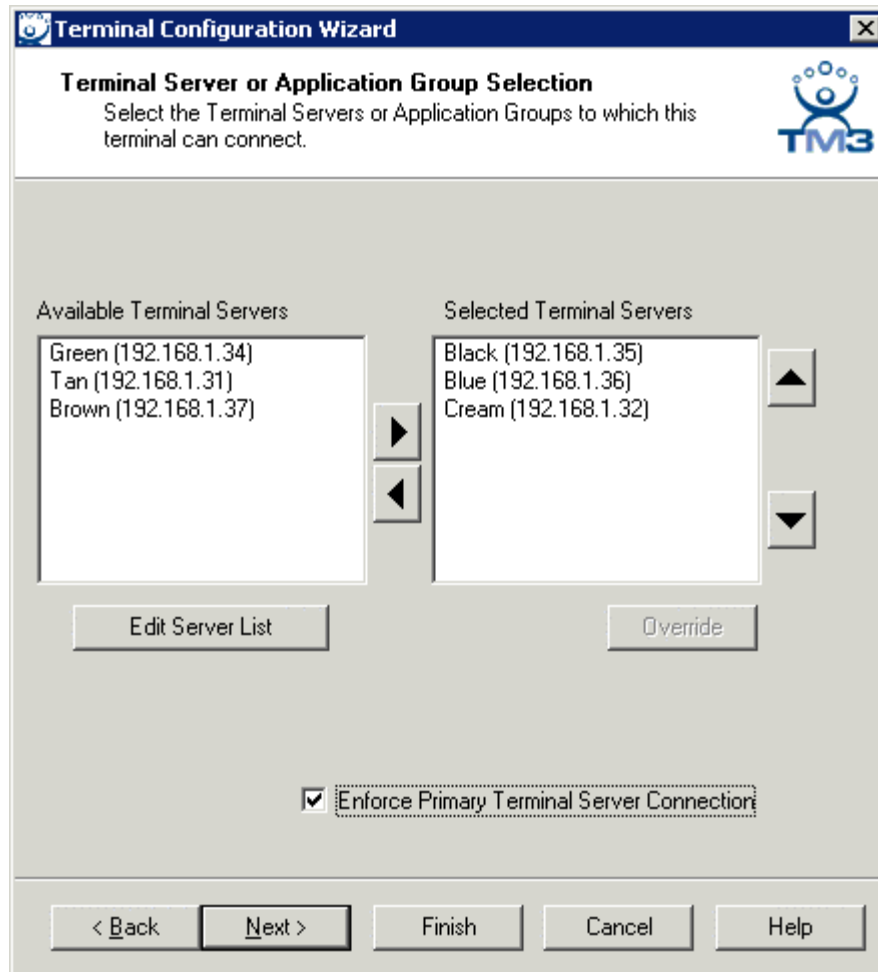 Terminal Configuration Wizard
Terminal Server or Application Group Selection
Select the Terminal Servers or Application Groups to which this
terminal can connect.
TM3
Available Terminal Servers
Green (192.168.1.34)
Tan (192.168.1.31)
Brown (192.168.1.37)
Selected Terminal Servers
Black (192.168.1.35)
Blue (192.168.1.36)
Cream (192.168.1.32)
Edit Server List
Override
Enforce Primary Terminal Server Connection
< Back
Next >
Finish
Cancel
Help